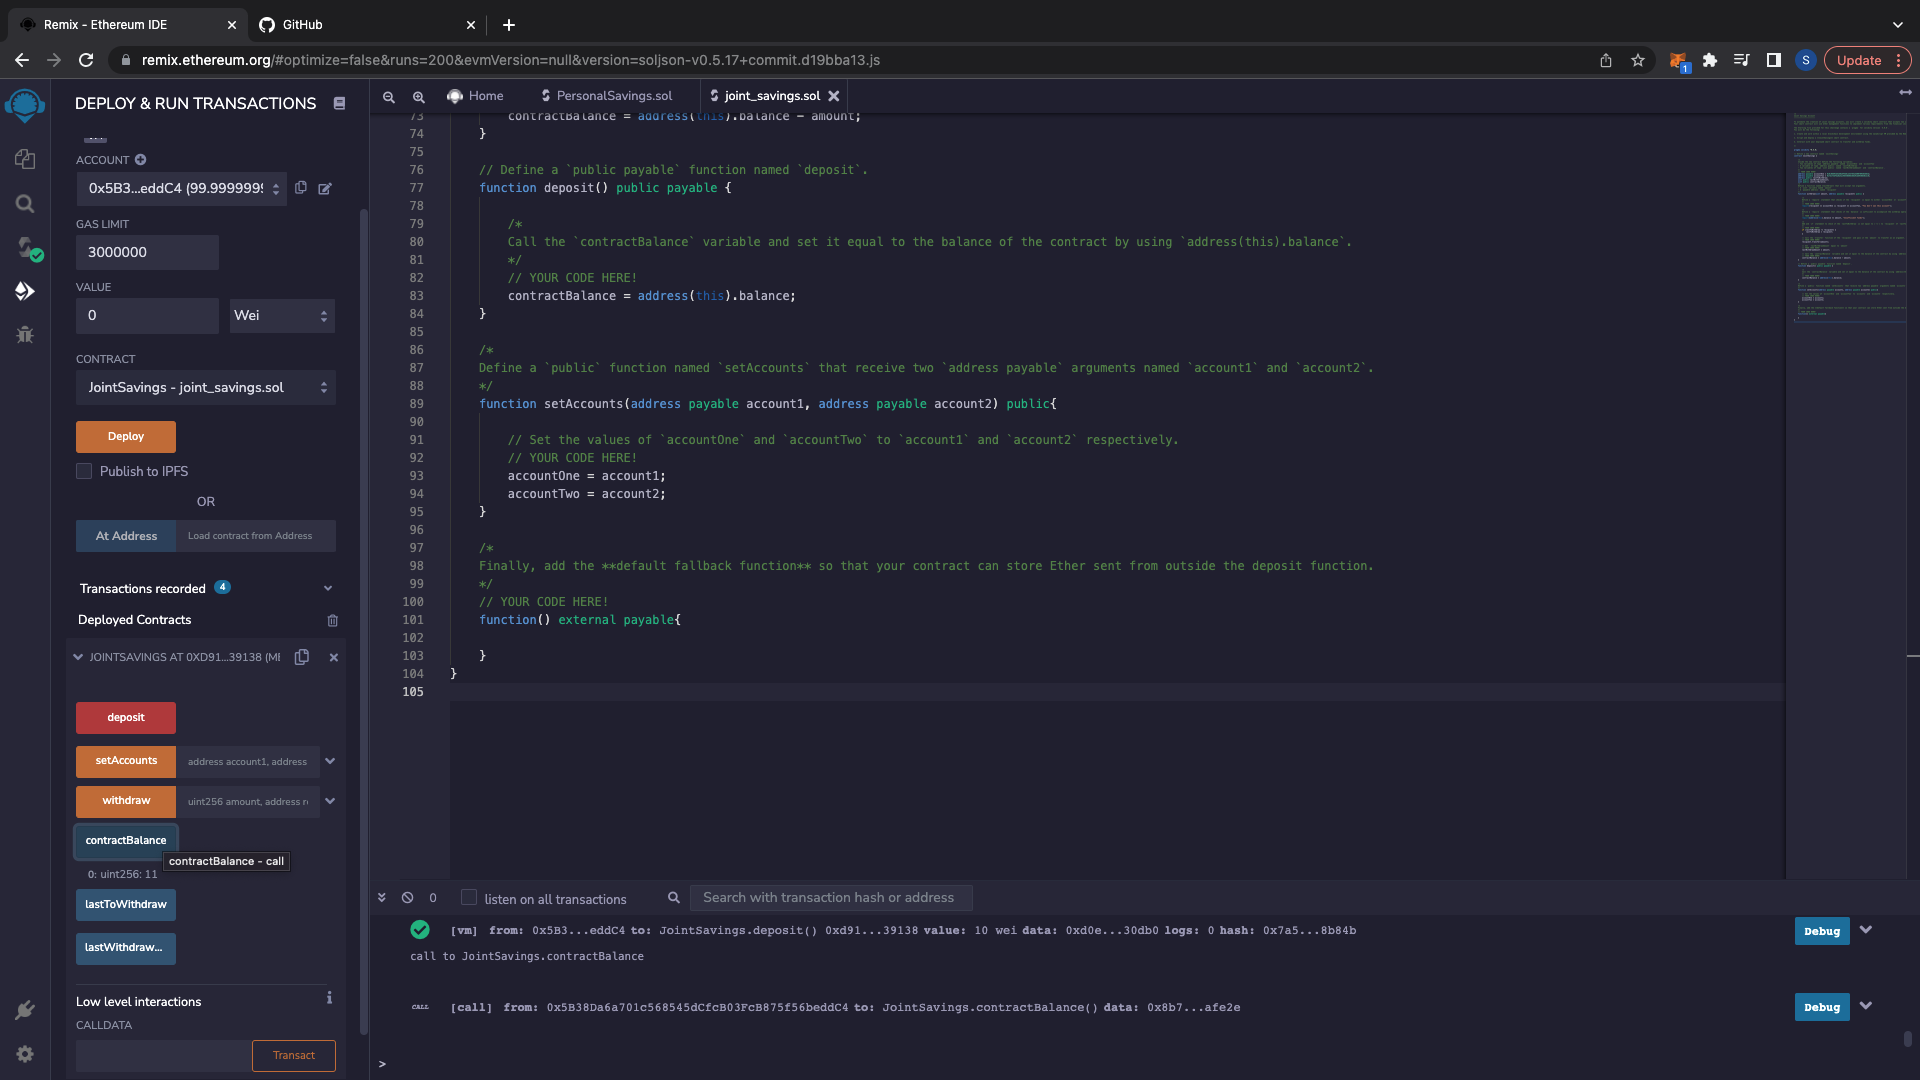 Remix - Ethereum IDE
GitHub
remix.ethereum.org/#optimize=false&runs=200&evmVersion=null&version=soljson-v0.5.17+commit.d19bba13.js
1
S
Update
DEPLOY & RUN TRANSACTIONS
ACCOUNT
0x5B3...eddC4 (99.9999999
GAS LIMIT
3000000
VALUE
0
Wei
CONTRACT
JointSavings - joint_savings.sol
Deploy
Publish to IPFS
OR
At Address
Load contract from Address
Transactions recorded 4
Deployed Contracts
JOINTSAVINGS AT 0XD91...39138 (ME
deposit
setAccounts
address account1, address
withdraw
uint256 amount, address r
contractBalance
contractBalance - call
0: uint256: 11
lastToWithdraw
lastWithdraw...
Low level interactions
CALLDATA
Transact
Home
PersonalSavings.sol
joint_savings.sol
73 contractBalance = address(this).balance - amount;
74 }
75
76 // Define a `public payable` function named `deposit`.
77 function deposit() public payable {
78
79 /*
80 Call the `contractBalance` variable and set it equal to the balance of the contract by using `address(this).balance`.
81 */
82 // YOUR CODE HERE!
83 contractBalance = address(this).balance;
84 }
85
86 /*
87 Define a `public` function named `setAccounts` that receive two `address payable` arguments named `account1` and `account2`.
88 */
89 function setAccounts(address payable account1, address payable account2) public{
90
91 // Set the values of `accountOne` and `accountTwo` to `account1` and `account2` respectively.
92 // YOUR CODE HERE!
93 accountOne = account1;
94 accountTwo = account2;
95 }
96
97 /*
98 Finally, add the **default fallback function** so that your contract can store Ether sent from outside the deposit function.
99 */
100 // YOUR CODE HERE!
101 function() external payable{
102
103 }
104 }
105
0
listen on all transactions
Search with transaction hash or address
[vm] from: 0x5B3...eddC4 to: JointSavings.deposit() 0xd91...39138 value: 10 wei data: 0xd0e...30db0 logs: 0 hash: 0x7a5...8b84b
Debug
call to JointSavings.contractBalance
CALL [call] from: 0x5B38Da6a701c568545dCfcB03FcB875f56beddC4 to: JointSavings.contractBalance() data: 0x8b7...afe2e
Debug
>